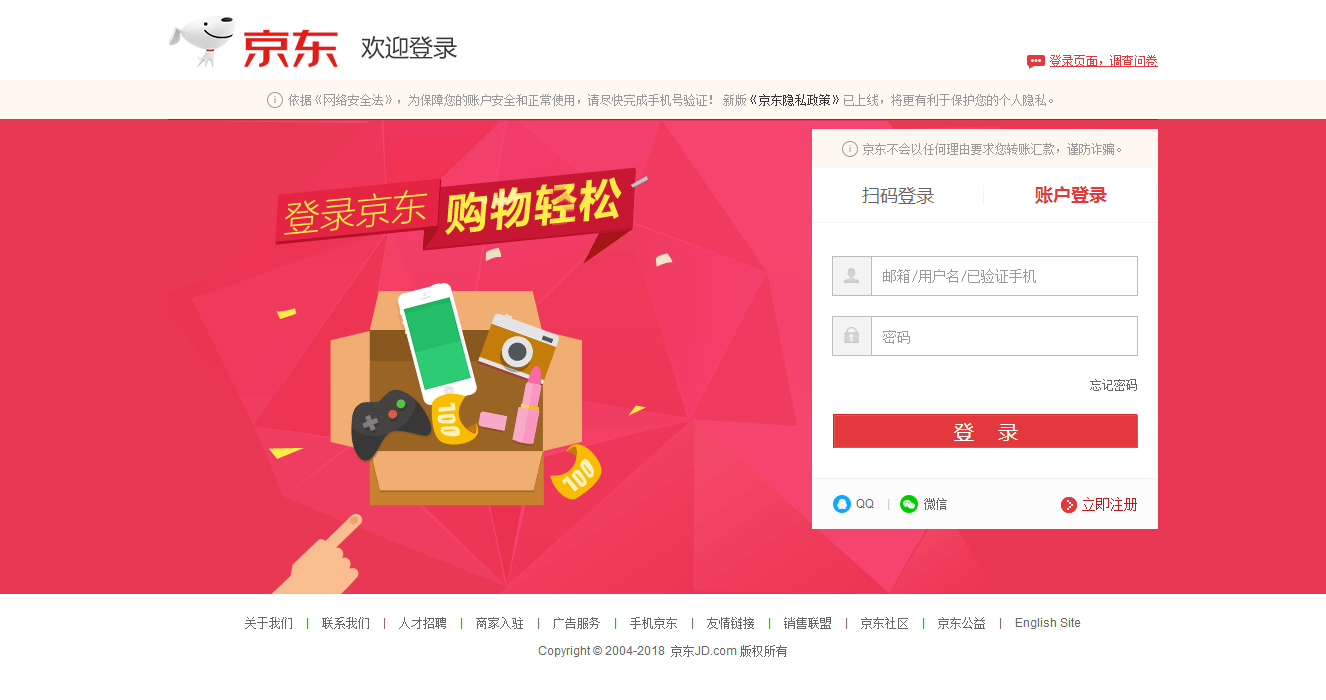 京东 欢迎登录
登录页面，调查问卷
依据《网络安全法》，为保障您的账户安全和正常使用，请尽快完成手机号验证！ 新版《京东隐私政策》已上线，将更有利于保护您的个人隐私。
登录京东 购物轻松
100
100
京东不会以任何理由要求您转账汇款，谨防诈骗。
扫码登录 账户登录
邮箱/用户名/已验证手机
密码
忘记密码
登 录
QQ | 微信 立即注册
关于我们 | 联系我们 | 人才招聘 | 商家入驻 | 广告服务 | 手机京东 | 友情链接 | 销售联盟 | 京东社区 | 京东公益 | English Site
Copyright © 2004-2018 京东JD.com 版权所有